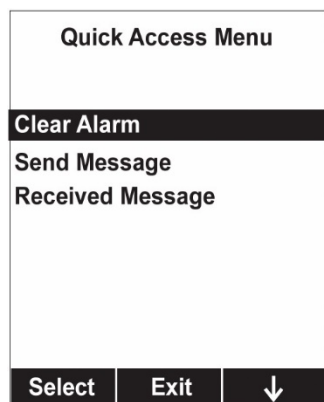 Quick Access Menu
Clear Alarm
Send Message
Received Message
Select Exit ↓